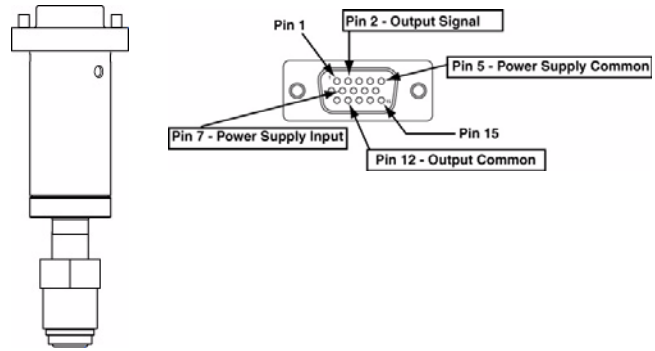 Pin 2 - Output Signal
Pin 1
Pin 5 - Power Supply Common
Pin 7 - Power Supply Input
Pin 15
Pin 12 - Output Common